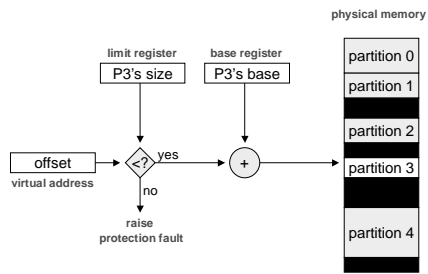 physical memory
limit register
base register
P3's size
P3's base
partition 0
partition 1
partition 2
partition 3
partition 4
offset
<?
yes
+
virtual address
no
raise
protection fault